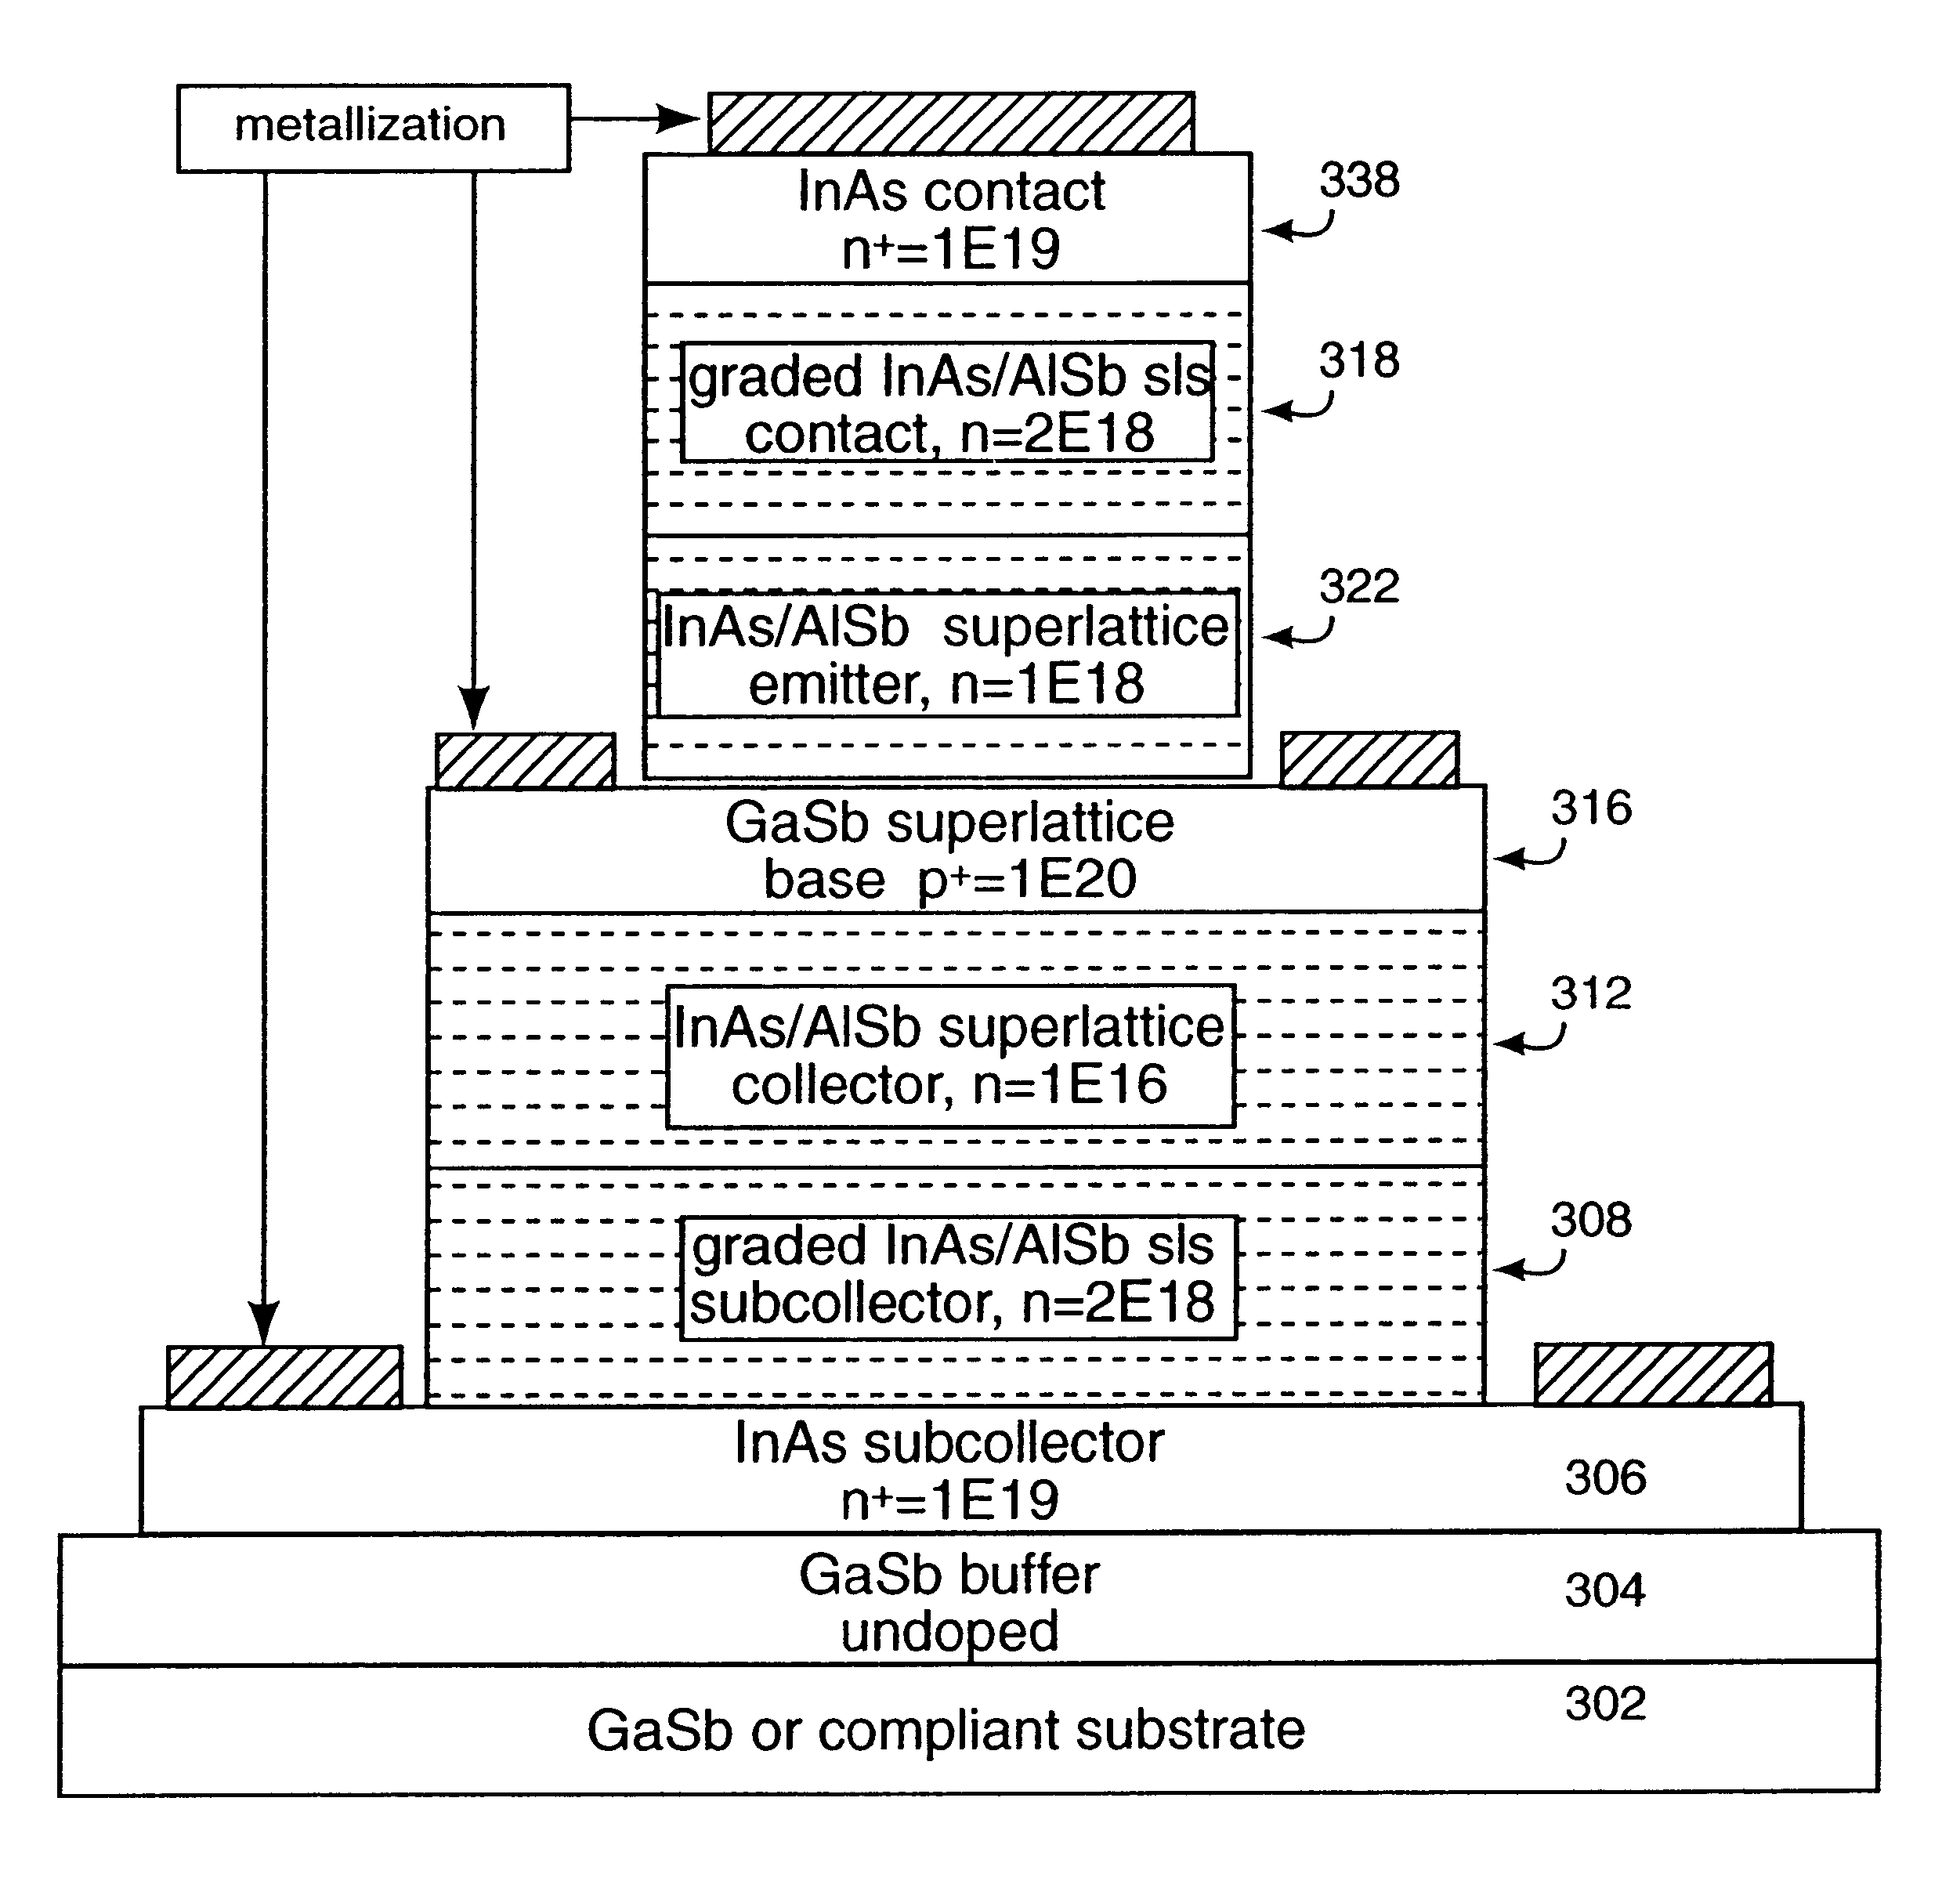 metallization
InAs contact
n+=1E19
338
graded InAs/AlSb sls
contact, n=2E18
318
InAs/AlSb superlattice
emitter, n=1E18
322
GaSb superlattice
base p+=1E20
316
InAs/AlSb superlattice
collector, n=1E16
312
graded InAs/AlSb sls
subcollector, n=2E18
308
InAs subcollector
n+=1E19
306
GaSb buffer
undoped
304
GaSb or compliant substrate
302